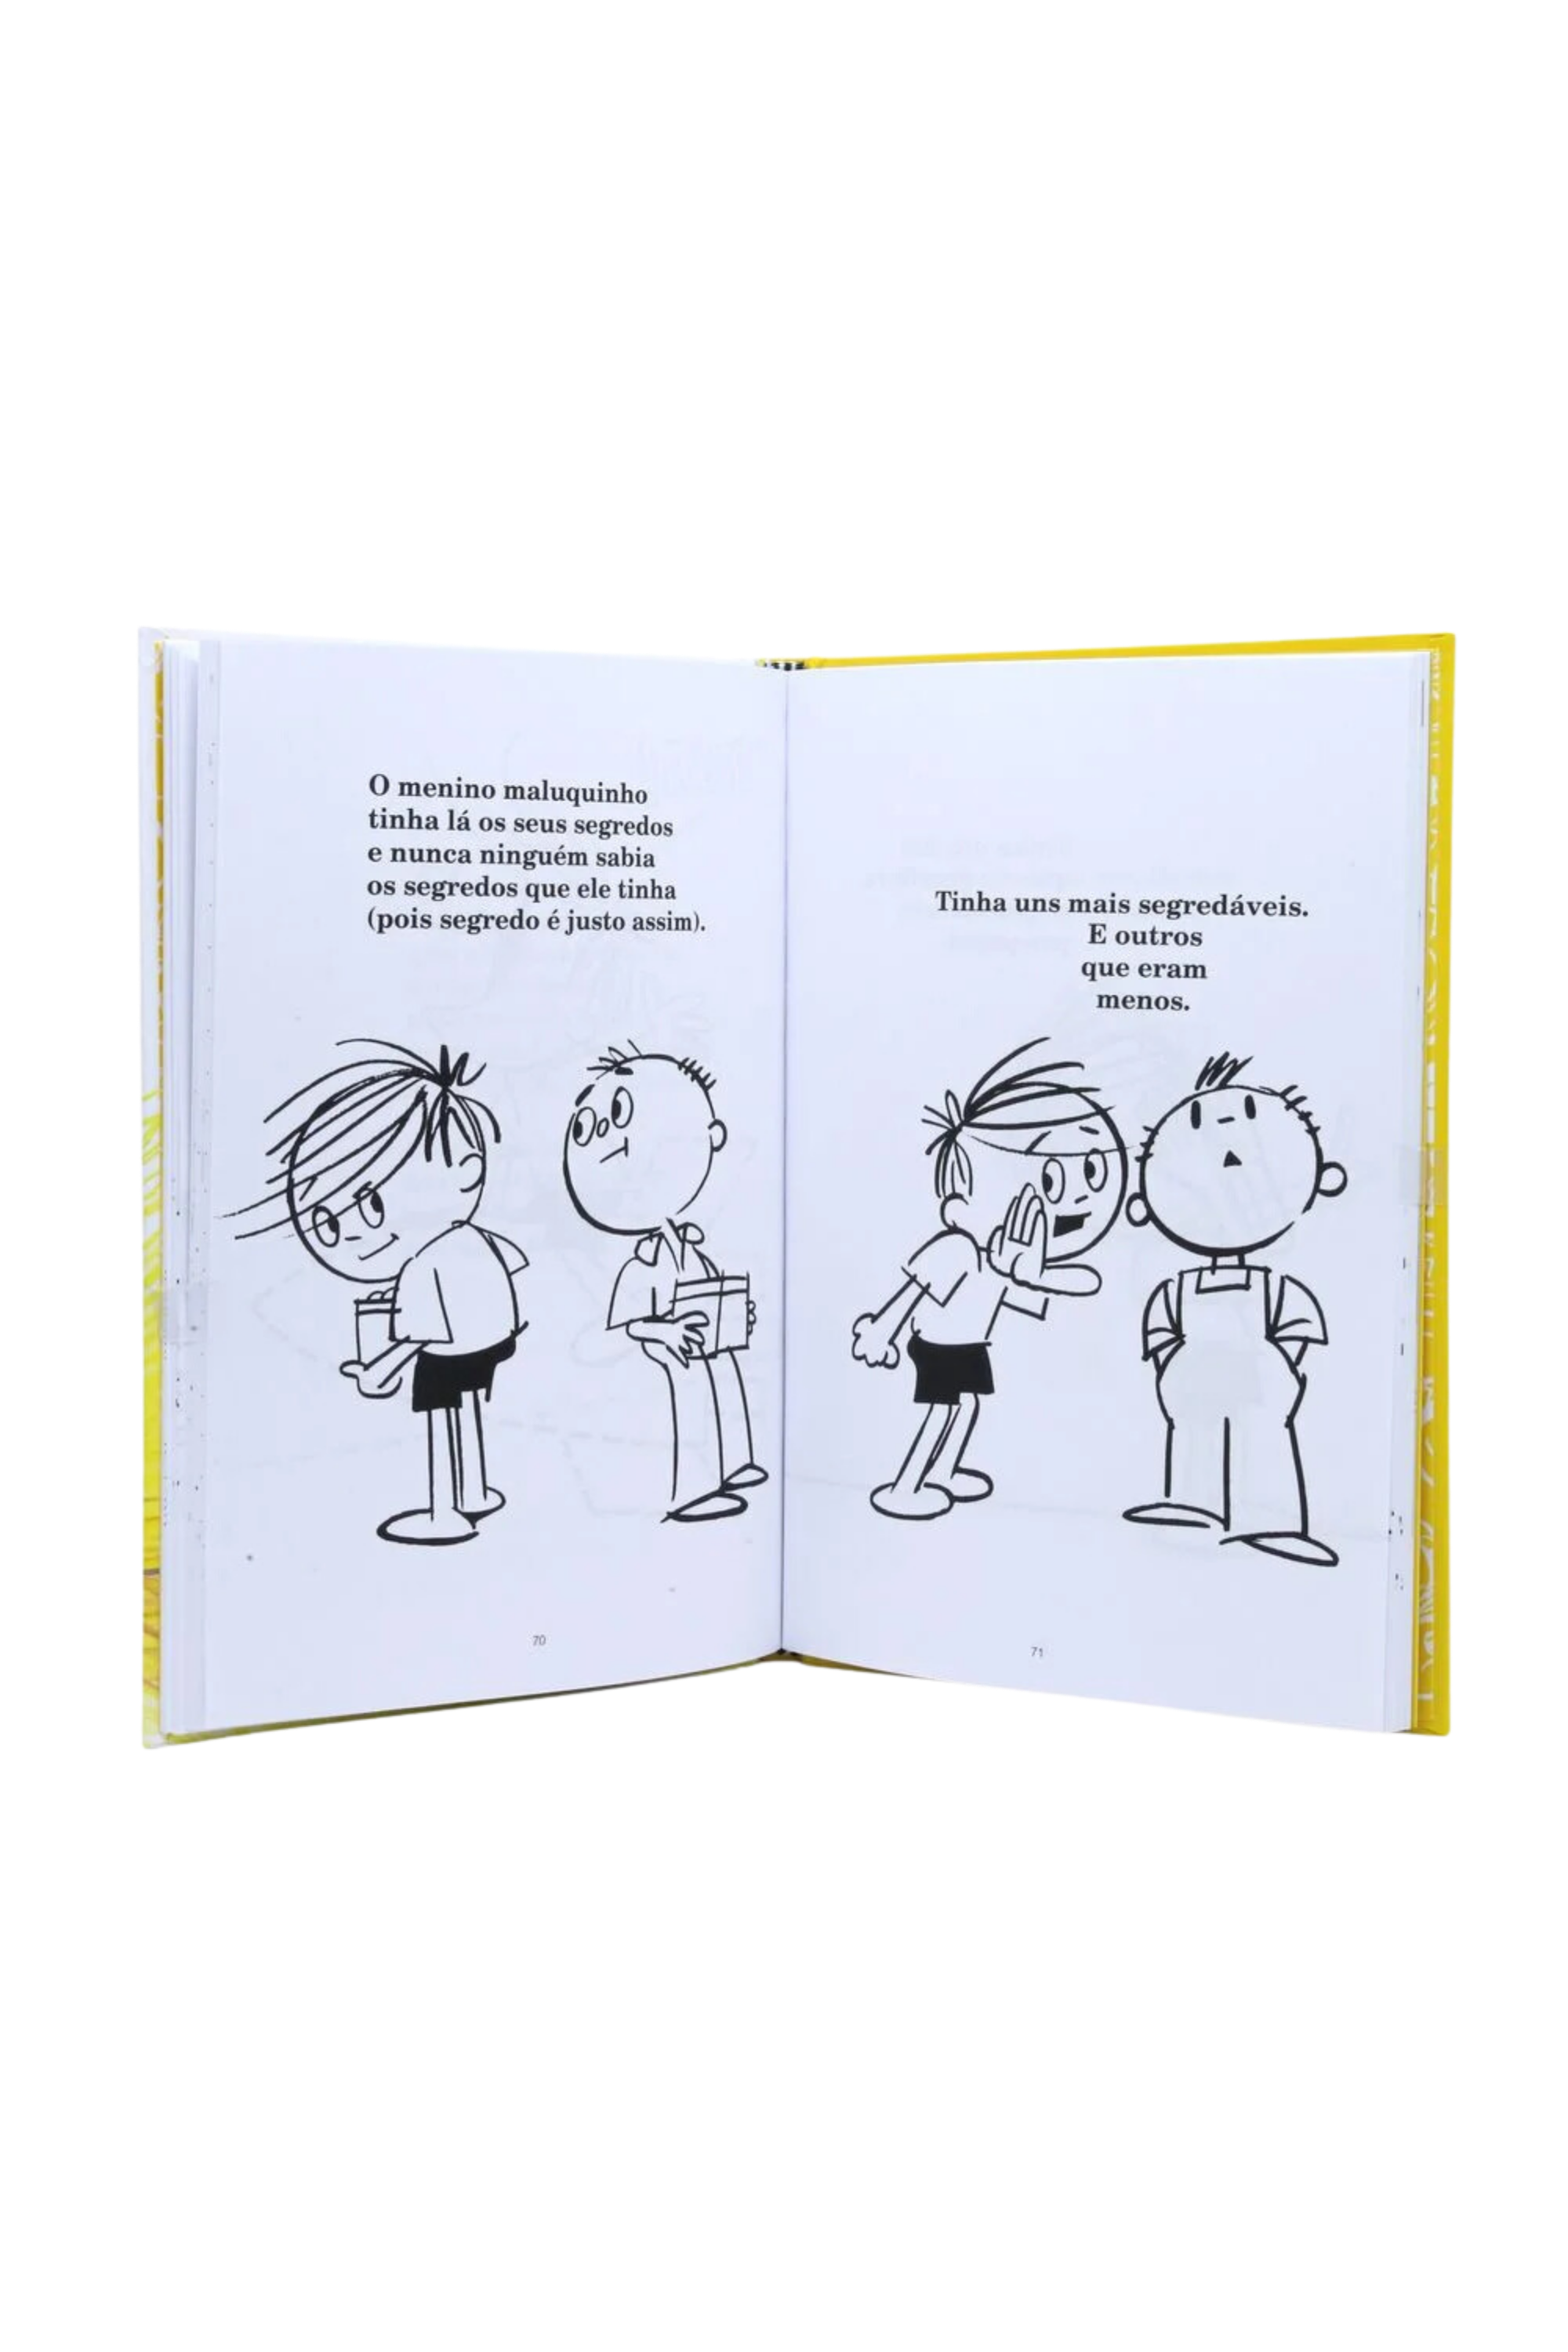 O menino maluquinho
tinha lá os seus segredos
e nunca ninguém sabia
os segredos que ele tinha
(pois segredo é justo assim).
70
Tinha uns mais segredáveis.
E outros
que eram
menos.
71